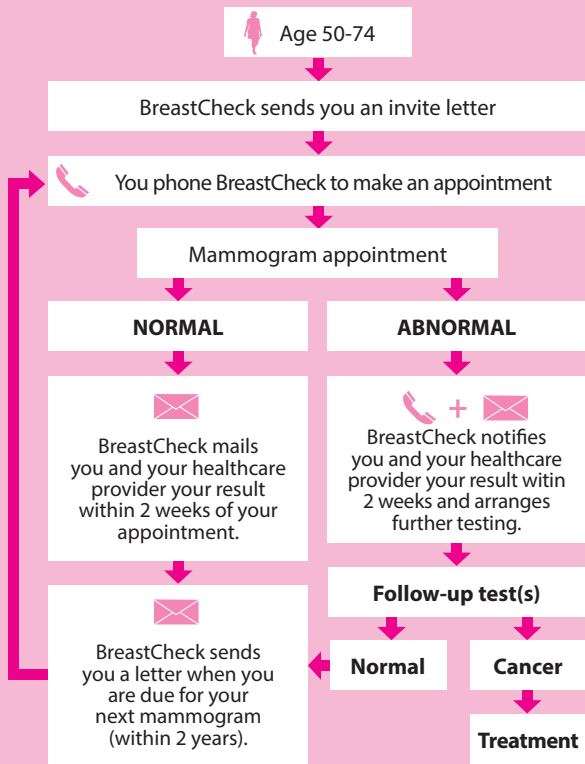 Age 50-74
BreastCheck sends you an invite letter
You phone BreastCheck to make an appointment
Mammogram appointment
NORMAL
BreastCheck mails
you and your healthcare
provider your result
within 2 weeks of your
appointment.
ABNORMAL
+
BreastCheck notifies
you and your healthcare
provider your result witin
2 weeks and arranges
further testing.
Follow-up test(s)
Normal
Cancer
Treatment
BreastCheck sends
you a letter when you
are due for your
next mammogram
(within 2 years).